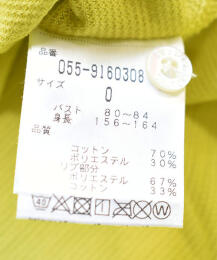 品番
055-9160308
サイズ
0
バスト 80~84
身長 156~164
品質
コットン 70%
ポリエステル 30%
リブ部分
ポリエステル 67%
コットン 33%
40